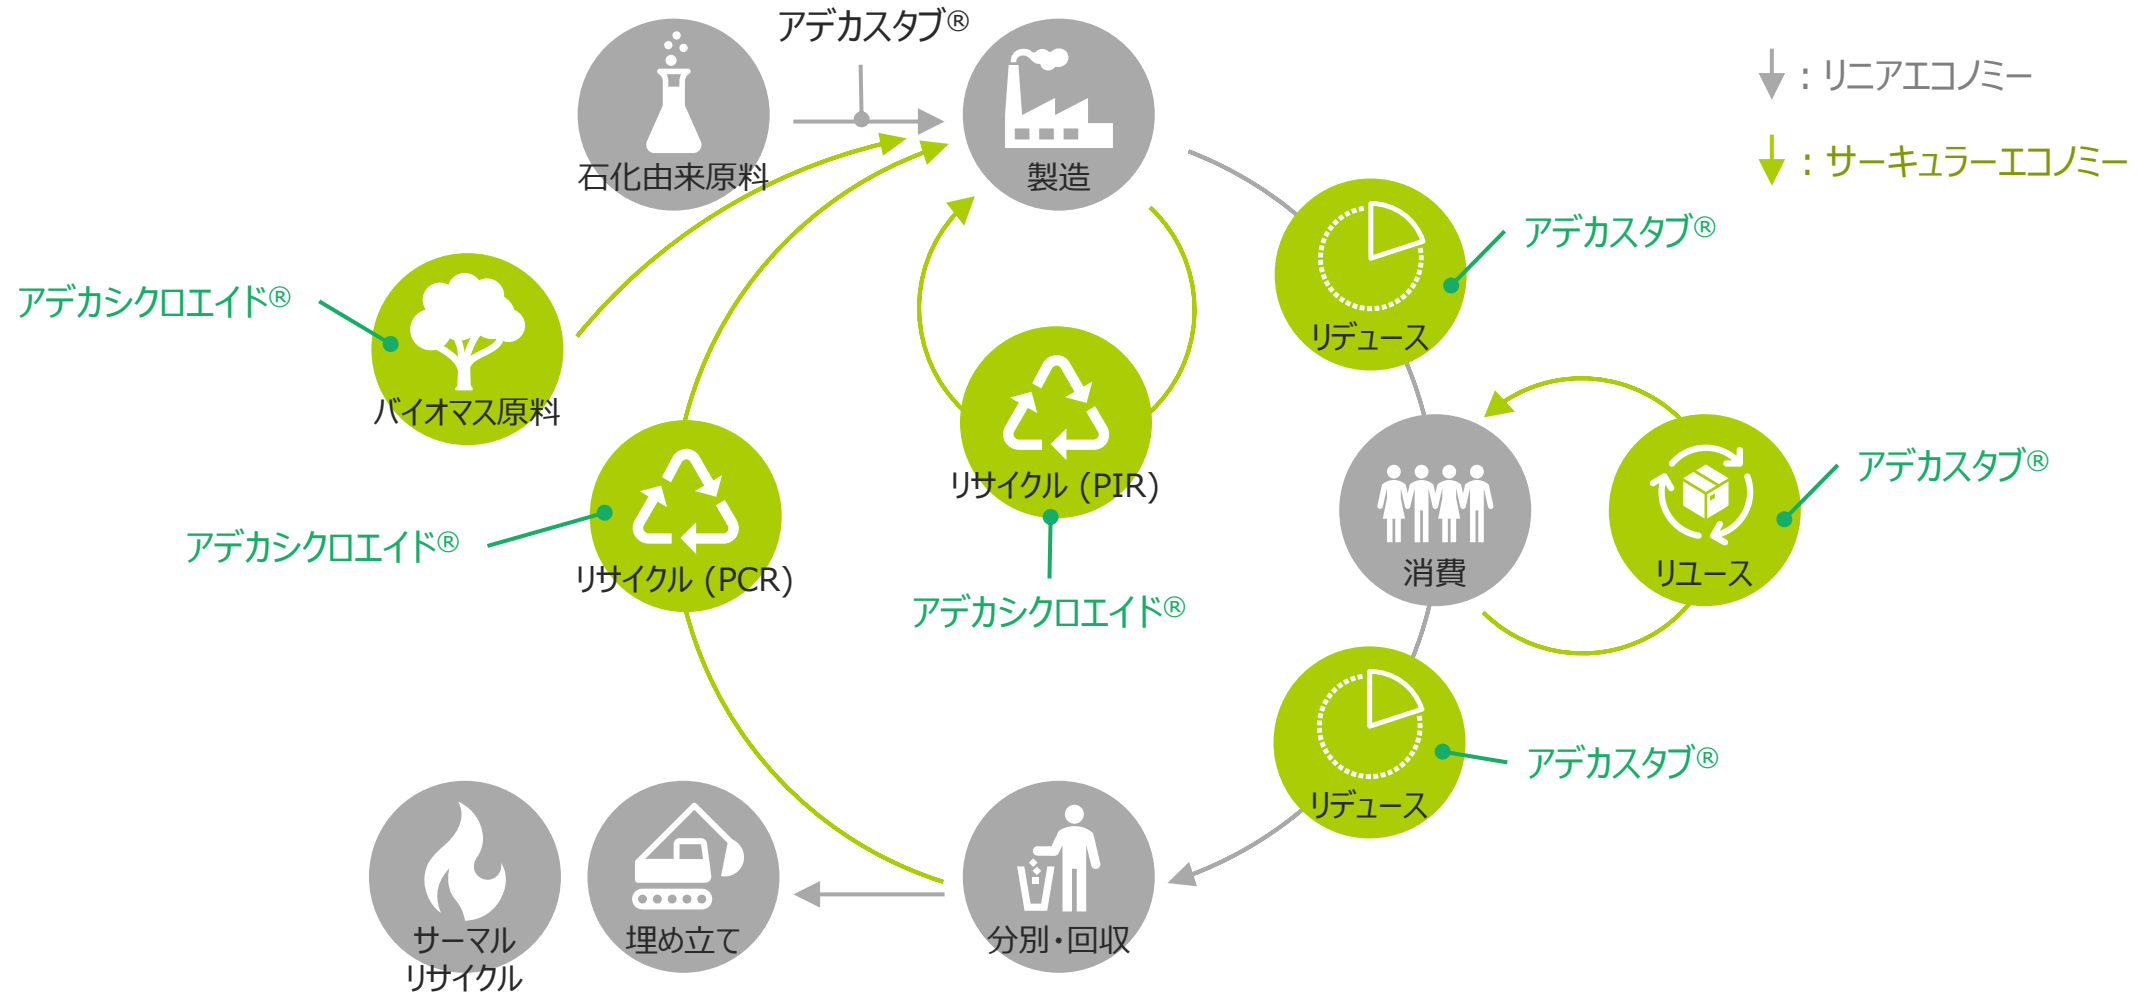 アデカスタブ®
石化由来原料
製造
: リニアエコノミー
: サーキュラーエコノミー
アデカスタブ®
リデュース
アデカシクロエイド®
バイオマス原料
リサイクル (PIR)
アデカスタブ®
アデカシクロエイド®
リサイクル (PCR)
消費
リユース
アデカシクロエイド®
アデカスタブ®
リデュース
サーマル
リサイクル
埋め立て
分別・回収